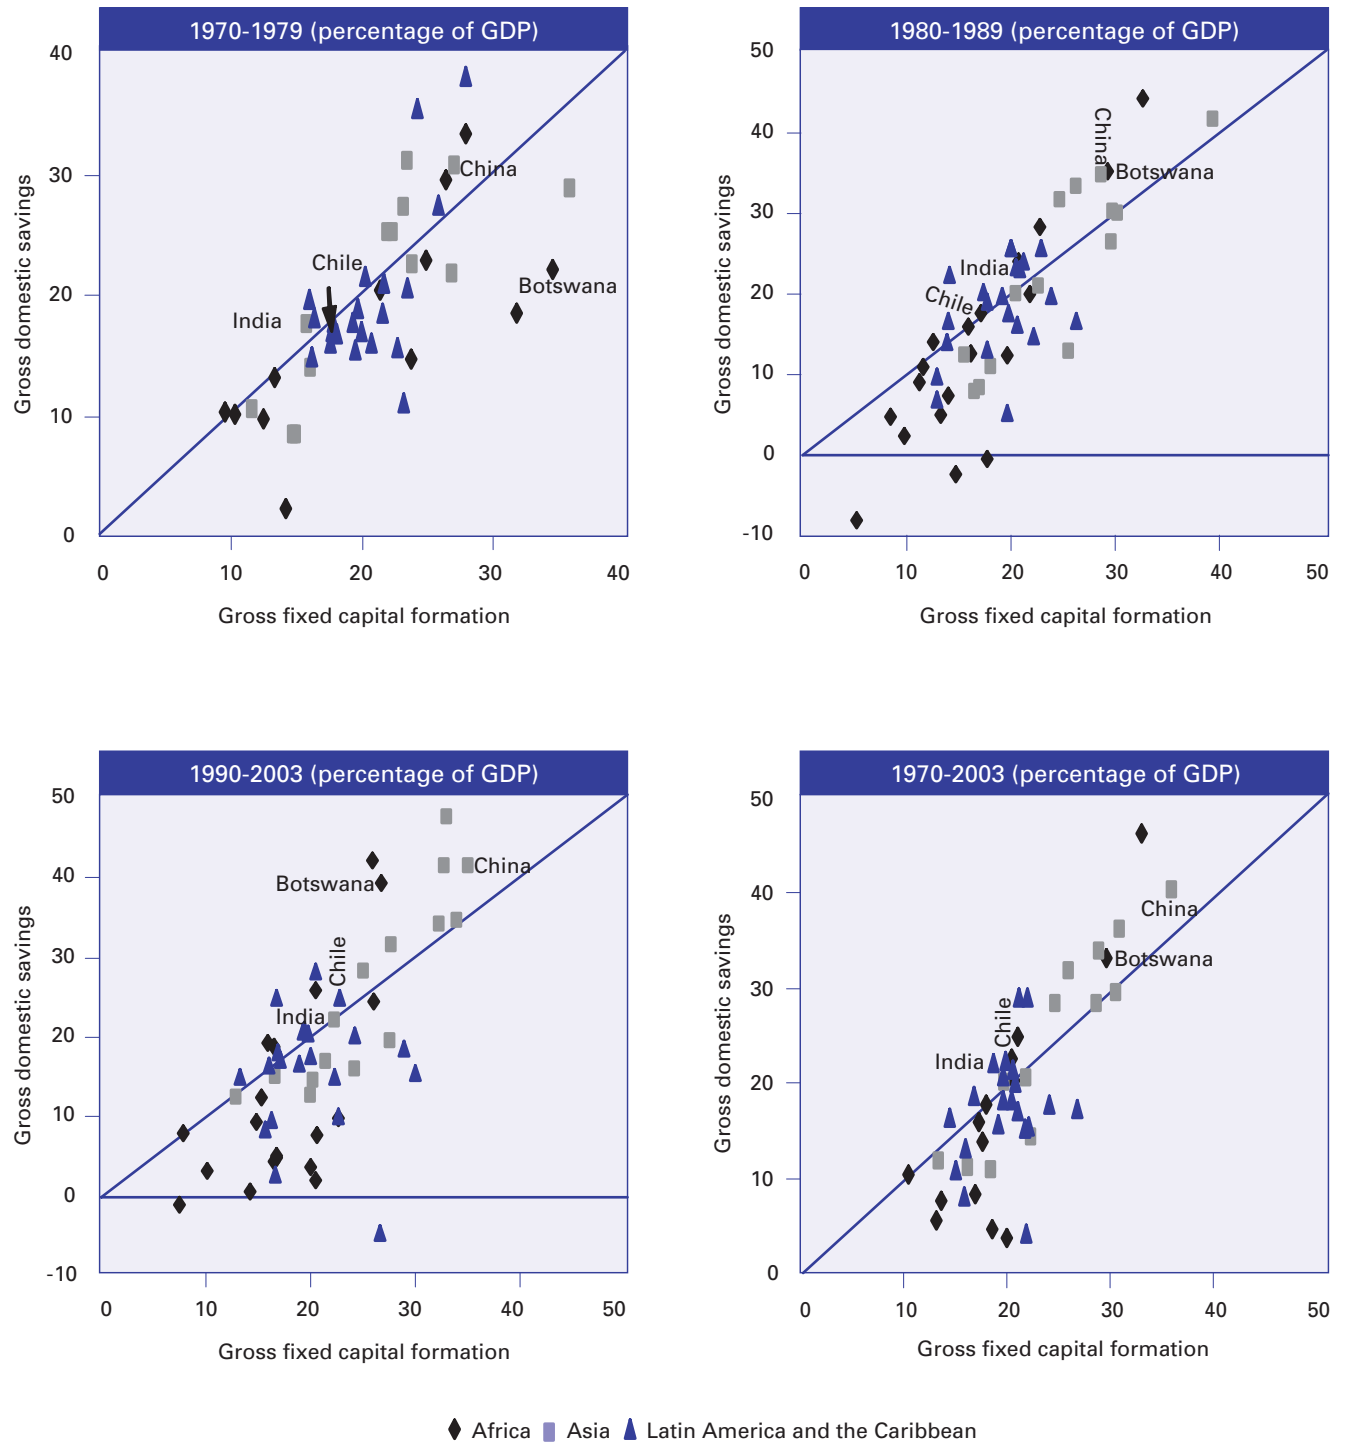 1970-1979 (percentage of GDP)
40
30
20
10
0
Gross domestic savings
China
Chile
Botswana
India
0 10 20 30 40
Gross fixed capital formation
1980-1989 (percentage of GDP)
50
40
30
20
10
0
-10
Gross domestic savings
China
Botswana
India
Chile
0 10 20 30 40 50
Gross fixed capital formation
1990-2003 (percentage of GDP)
50
40
30
20
10
0
-10
Gross domestic savings
China
Botswana
Chile
India
0 10 20 30 40 50
Gross fixed capital formation
1970-2003 (percentage of GDP)
50
40
30
20
10
0
Gross domestic savings
China
Botswana
Chile
India
0 10 20 30 40 50
Gross fixed capital formation
Africa Asia Latin America and the Caribbean